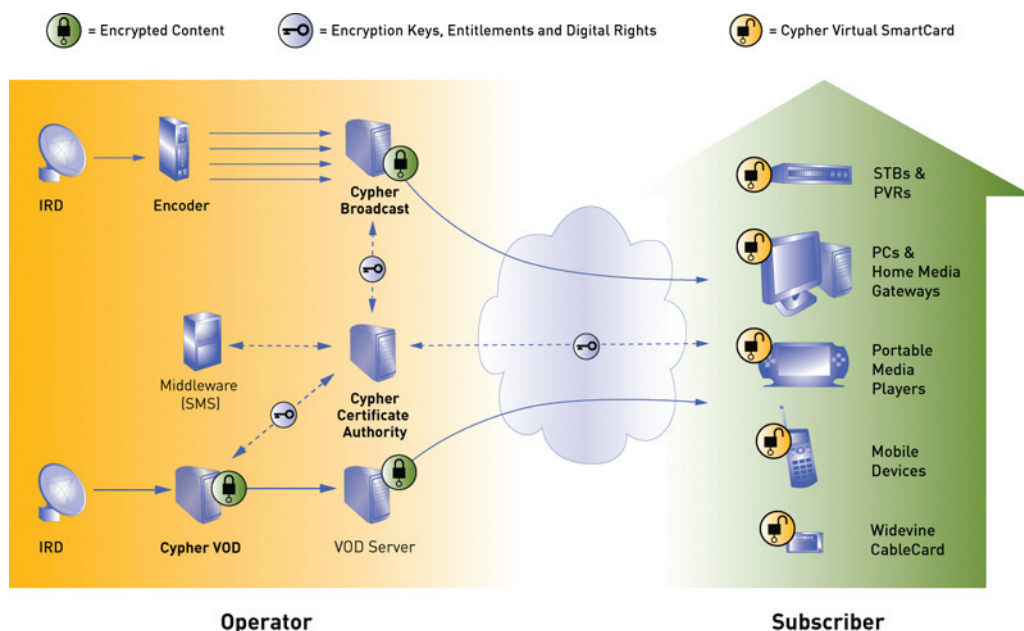 = Encrypted Content
= Encryption Keys, Entitlements and Digital Rights
= Cypher Virtual SmartCard
IRD
Encoder
Cypher
Broadcast
STBs &
PVRs
PCs &
Home Media
Gateways
Middleware
(SMS)
Cypher
Certificate
Authority
Portable
Media
Players
Mobile
Devices
IRD
Cypher VOD
VOD Server
Widevine
CableCard
Operator
Subscriber